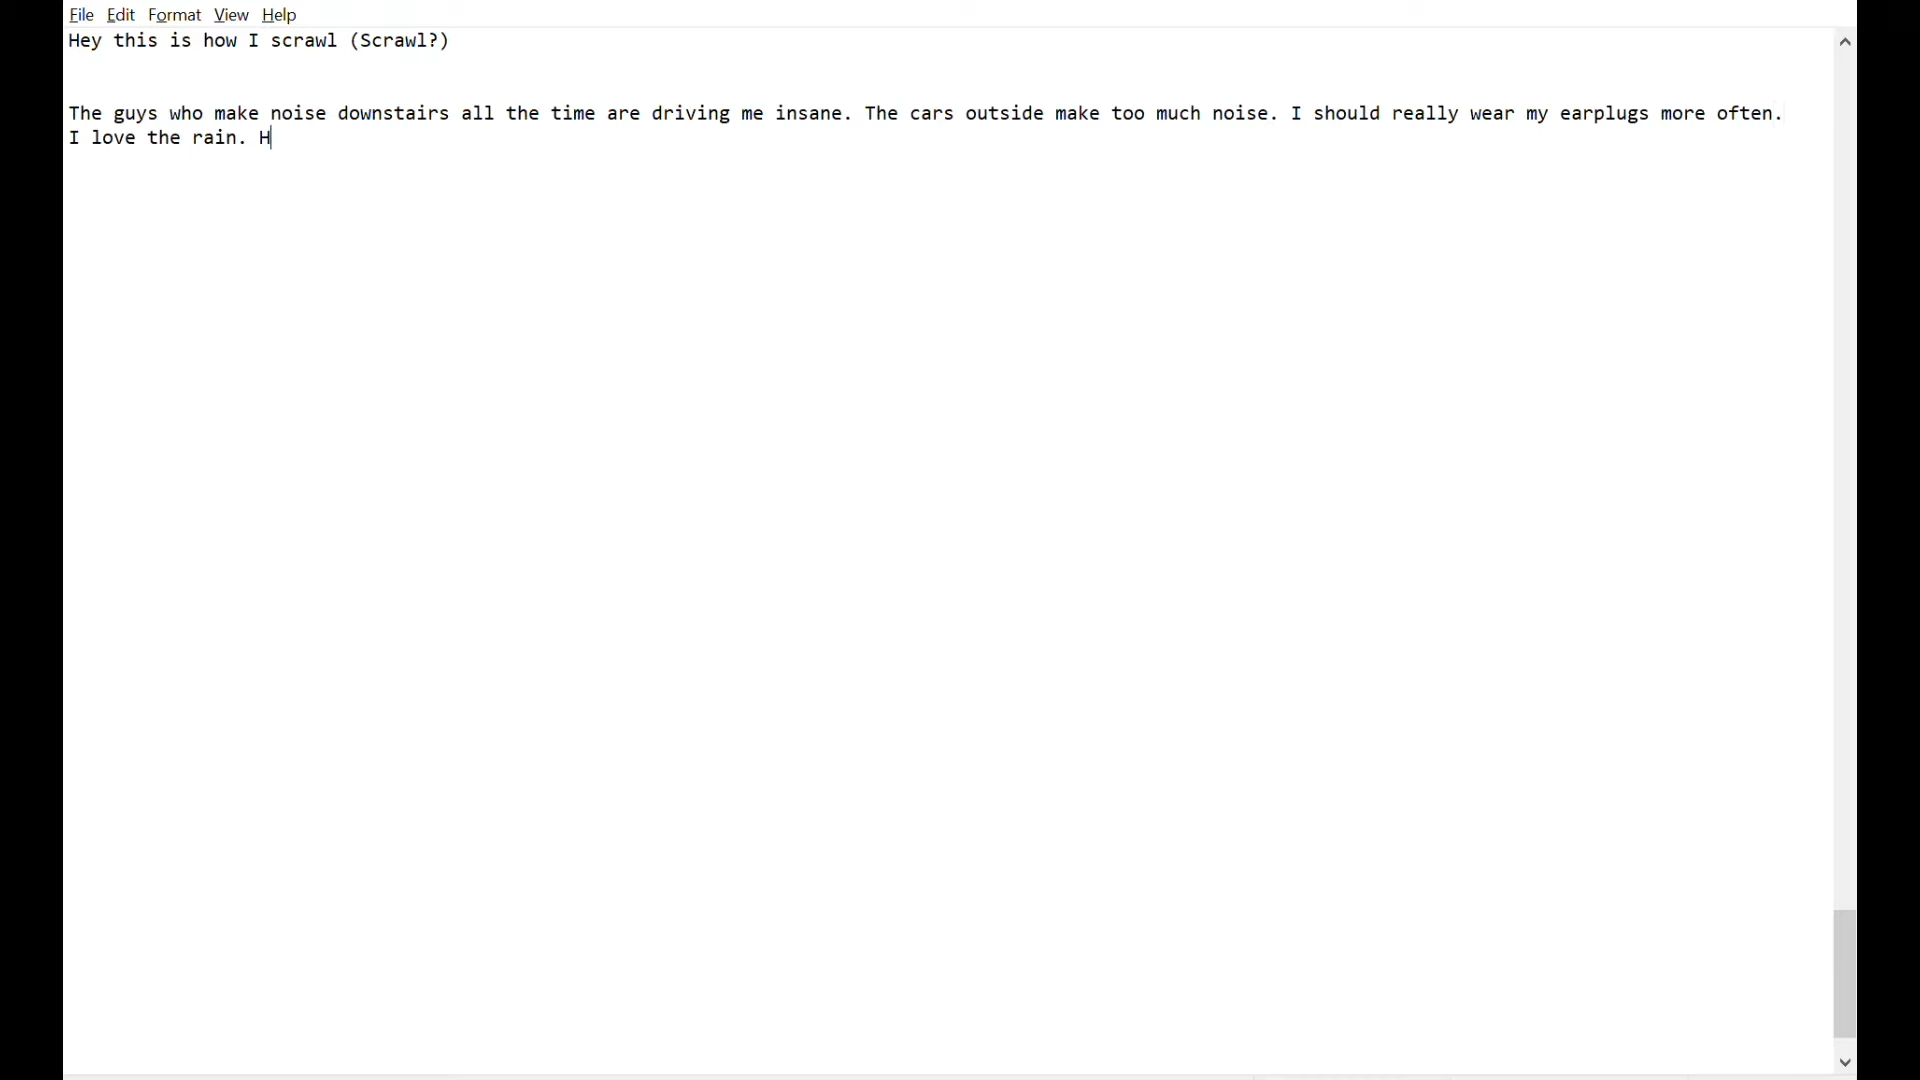 File Edit Format View Help
Hey this is how I scrawl (Scrawl?)
The guys who make noise downstairs all the time are driving me insane. The cars outside make too much noise. I should really wear my earplugs more often.
I love the rain. H